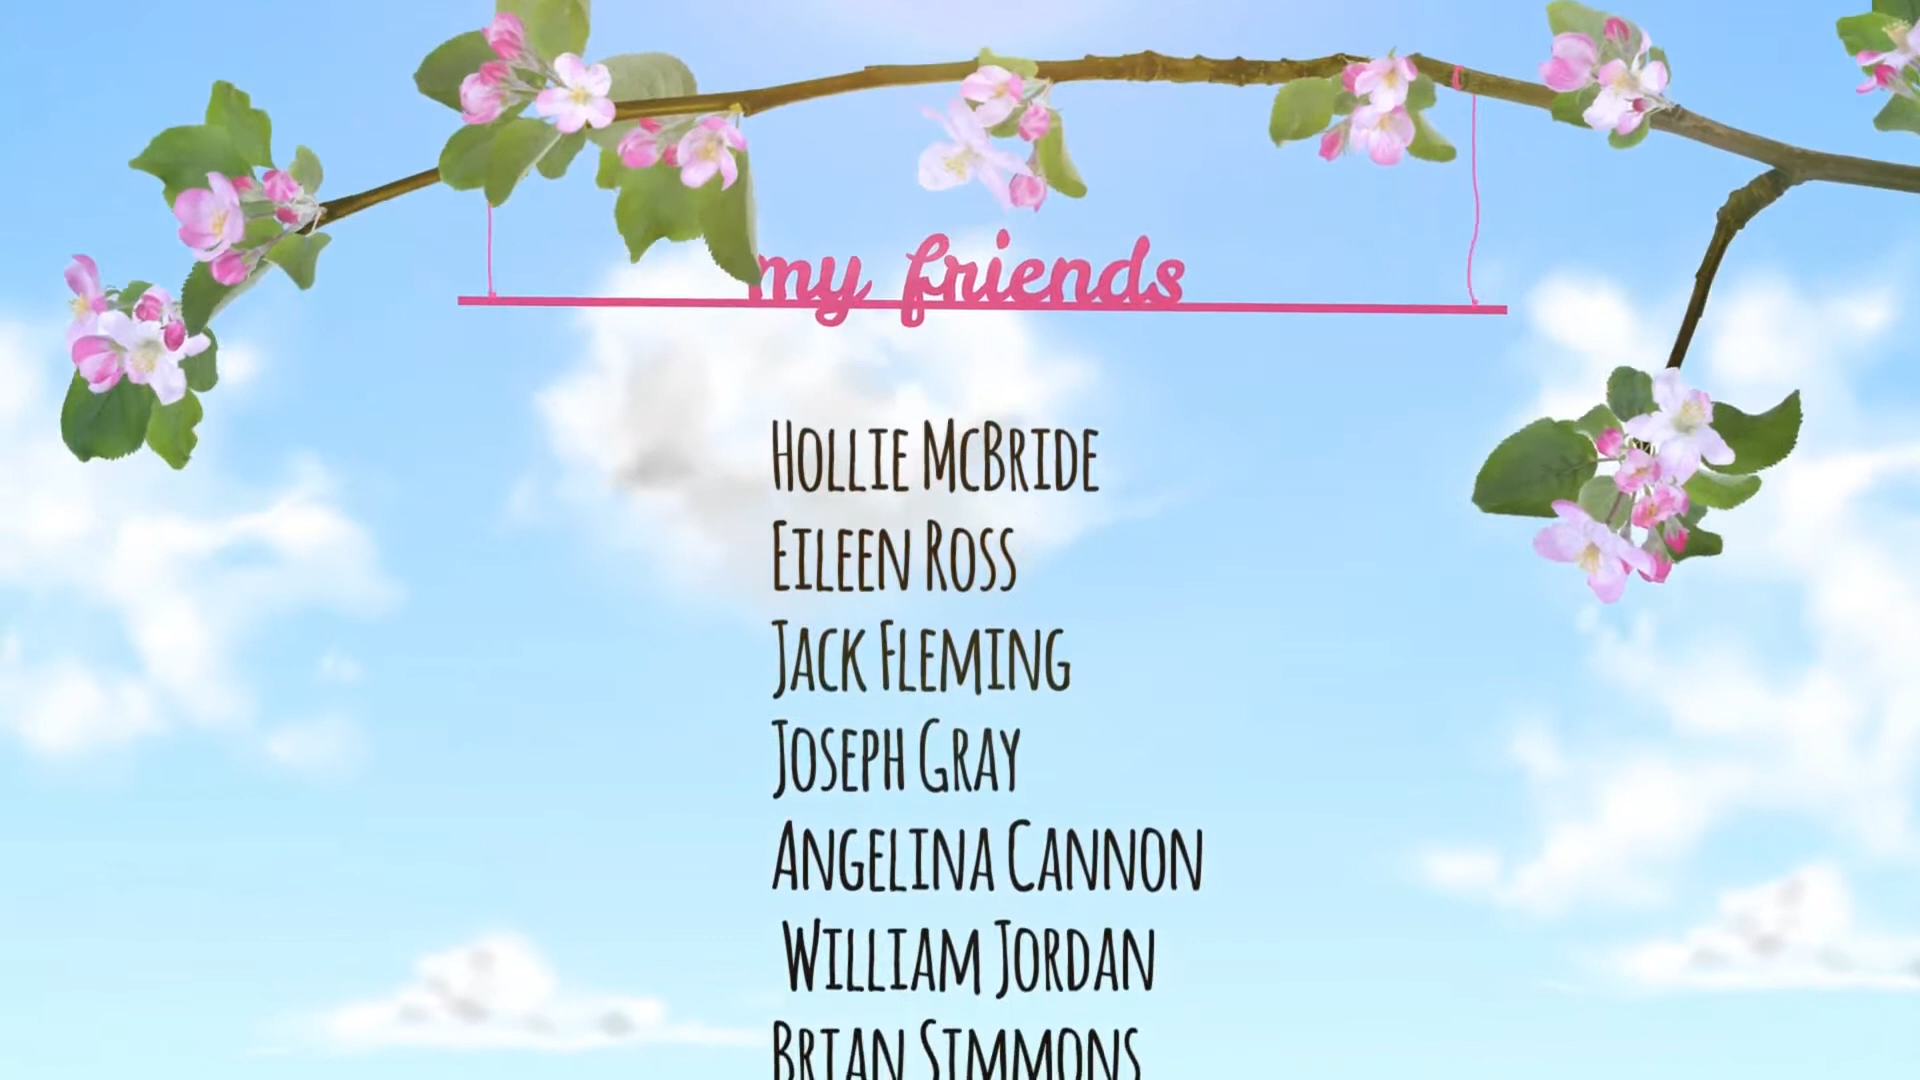 my friends
HOLLIE MCBRIDE
EILEEN ROSS
JACK FLEMING
JOSEPH GRAY
ANGELINA CANNON
WILLIAM JORDAN
BRIAN SIMMONS